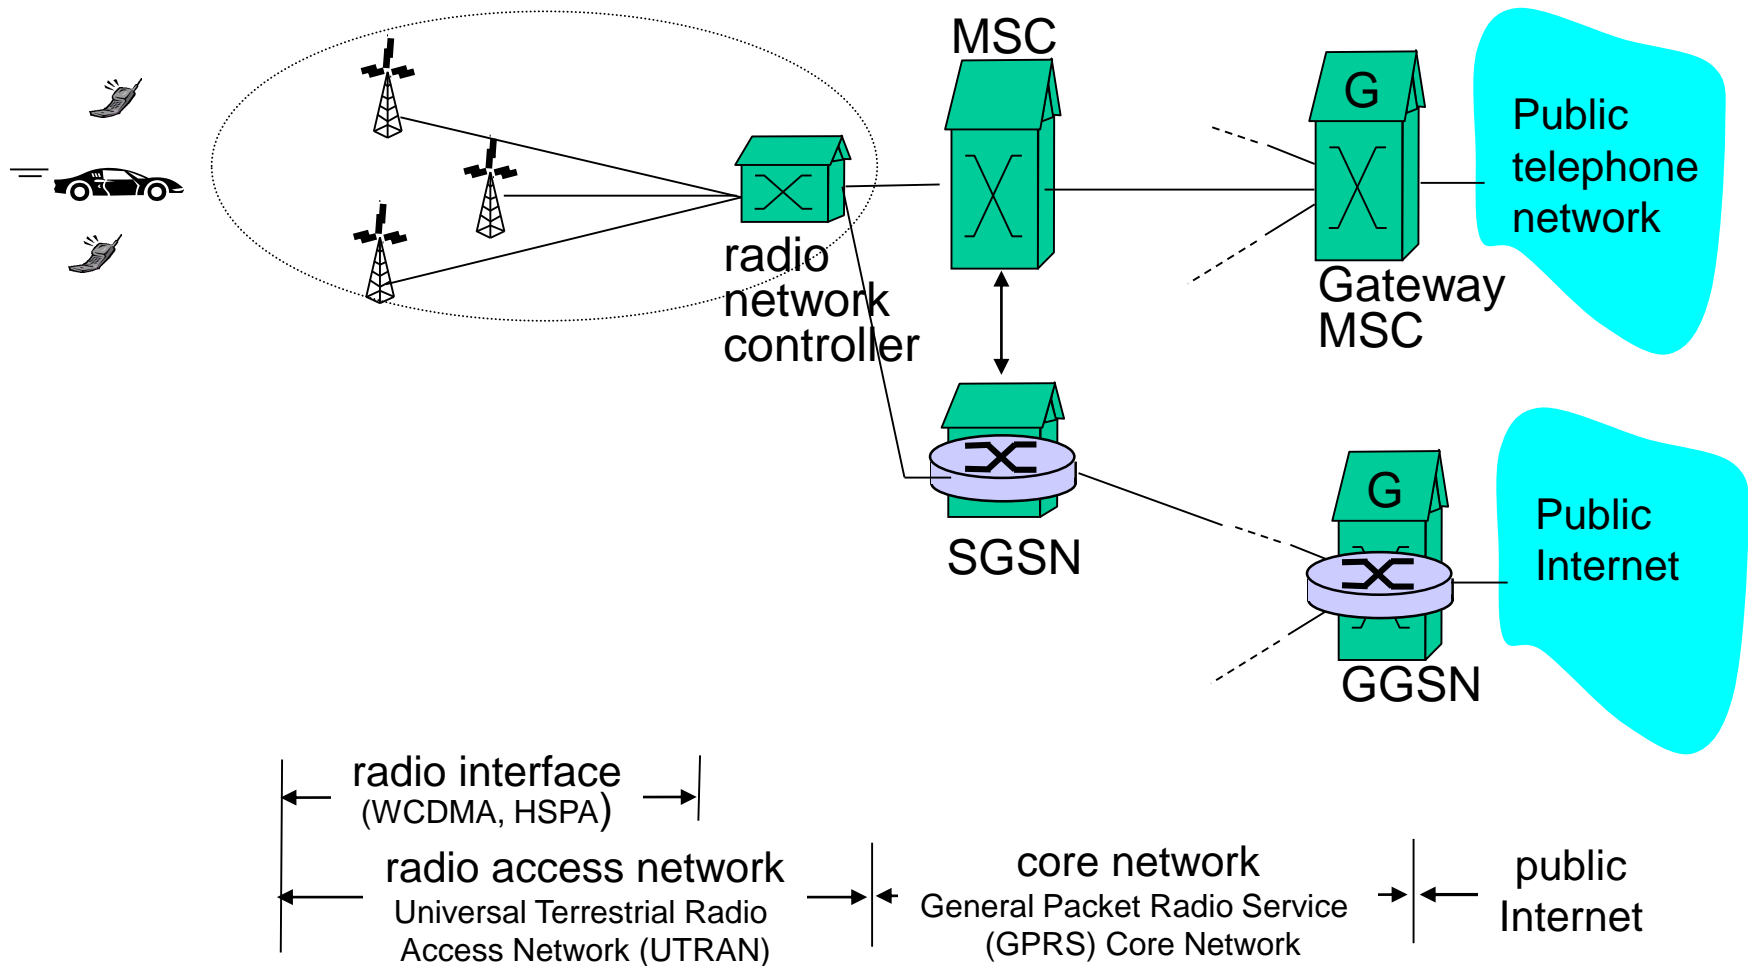 MSC
G
Public
telephone
network
radio
network
controller
Gateway
MSC
G
Public
Internet
SGSN
GGSN
radio interface
(WCDMA, HSPA)
radio access network
Universal Terrestrial Radio
Access Network (UTRAN)
core network
General Packet Radio Service
(GPRS) Core Network
public
Internet